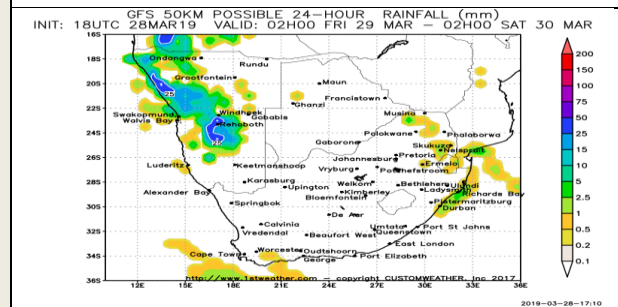 GFS 50KM POSSIBLE 24-HOUR RAINFALL (mm)
INIT: 18UTC 28MAR19 VALID: 02H00 FRI 29 MAR - 02H00 SAT 30 MAR
16S
Ondangwa
Rundu
18S
Grootfontein
Maun
20S
25
Ghanzi
Francistown
22S
Swakopmund
Windhoek
Gobabis
Musina
Walvis Bay
Rehoboth
24S
Polokwane
Phalaborwa
Gaborone
Skukuza
Nelspruit
26S
Johannesburg
Pretoria
Luderitz
Keetmanshoop
Vryburg
Potchefstroom
Ermelo
28S
Karasburg
Upington
Welkom
Bethlehem
Ulundi
Alexander Bay
Kimberley
Ladysmith
Richards Bay
Bloemfontein
Pietermaritzburg
30S
Springbok
Durban
De Aar
32S
Calvinia
Umtata
Port St Johns
Vredendal
Beaufort West
Queenstown
East London
34S
Cape Town
Worcester
Oudtshoorn
George
Port Elizabeth
36S
http://www.1stweather.com - copyright CUSTOMWEATHER, Inc 2017
12E 15E 18E 21E 24E 27E 30E 33E 36E
200
150
100
75
50
25
15
10
5
2.5
1
0.5
0.2
0.1
2019-03-28-17:10